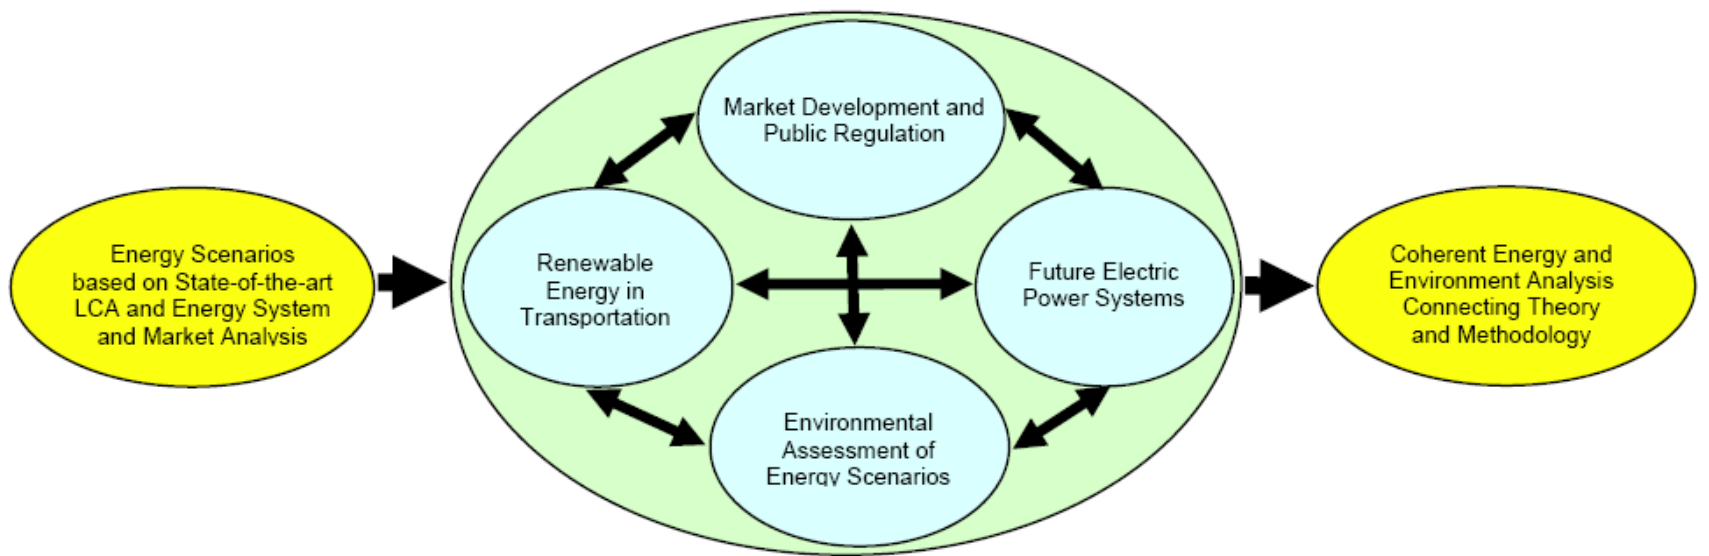 Market Development and
Public Regulation
Energy Scenarios
based on State-of-the-art
LCA and Energy System
and Market Analysis
Renewable
Energy in
Transportation
Future Electric
Power Systems
Coherent Energy and
Environment Analysis
Connecting Theory
and Methodology
Environmental
Assessment of
Energy Scenarios